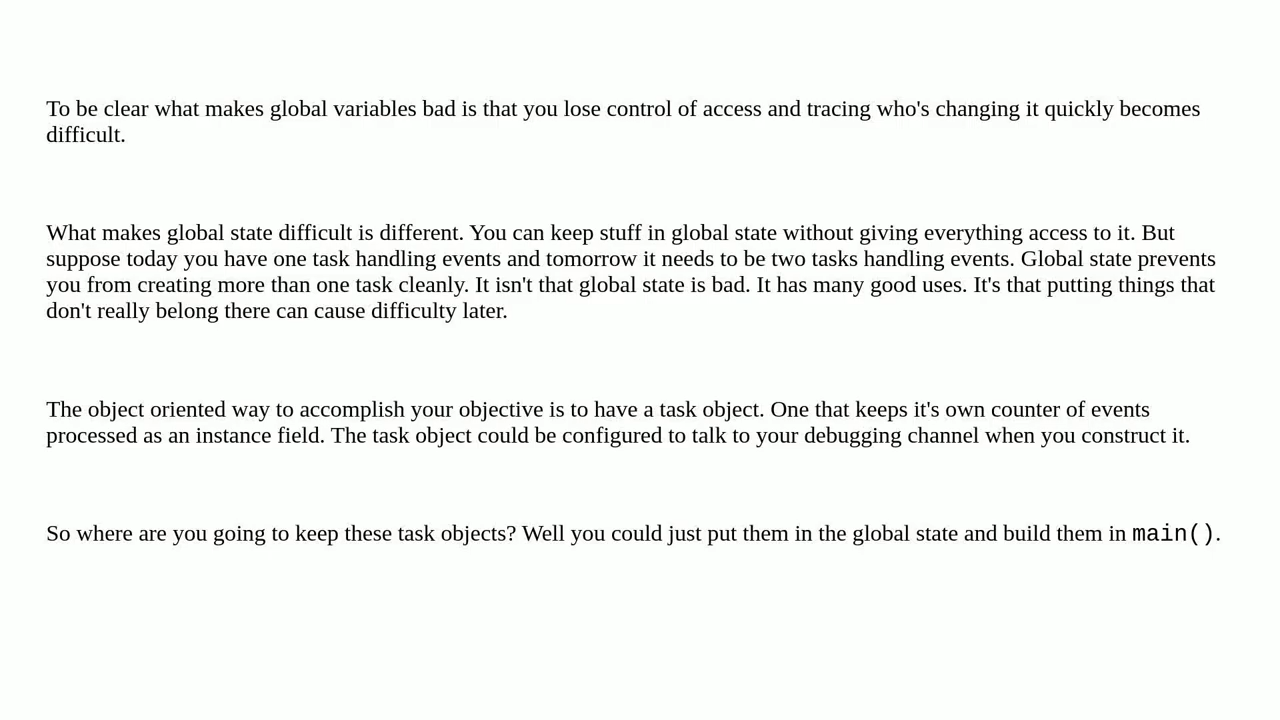 To be clear what makes global variables bad is that you lose control of access and tracing who's changing it quickly becomes
difficult.
What makes global state difficult is different. You can keep stuff in global state without giving everything access to it. But
suppose today you have one task handling events and tomorrow it needs to be two tasks handling events. Global state prevents
you from creating more than one task cleanly. It isn't that global state is bad. It has many good uses. It's that putting things that
don't really belong there can cause difficulty later.
The object oriented way to accomplish your objective is to have a task object. One that keeps it's own counter of events
processed as an instance field. The task object could be configured to talk to your debugging channel when you construct it.
So where are you going to keep these task objects? Well you could just put them in the global state and build them in main().